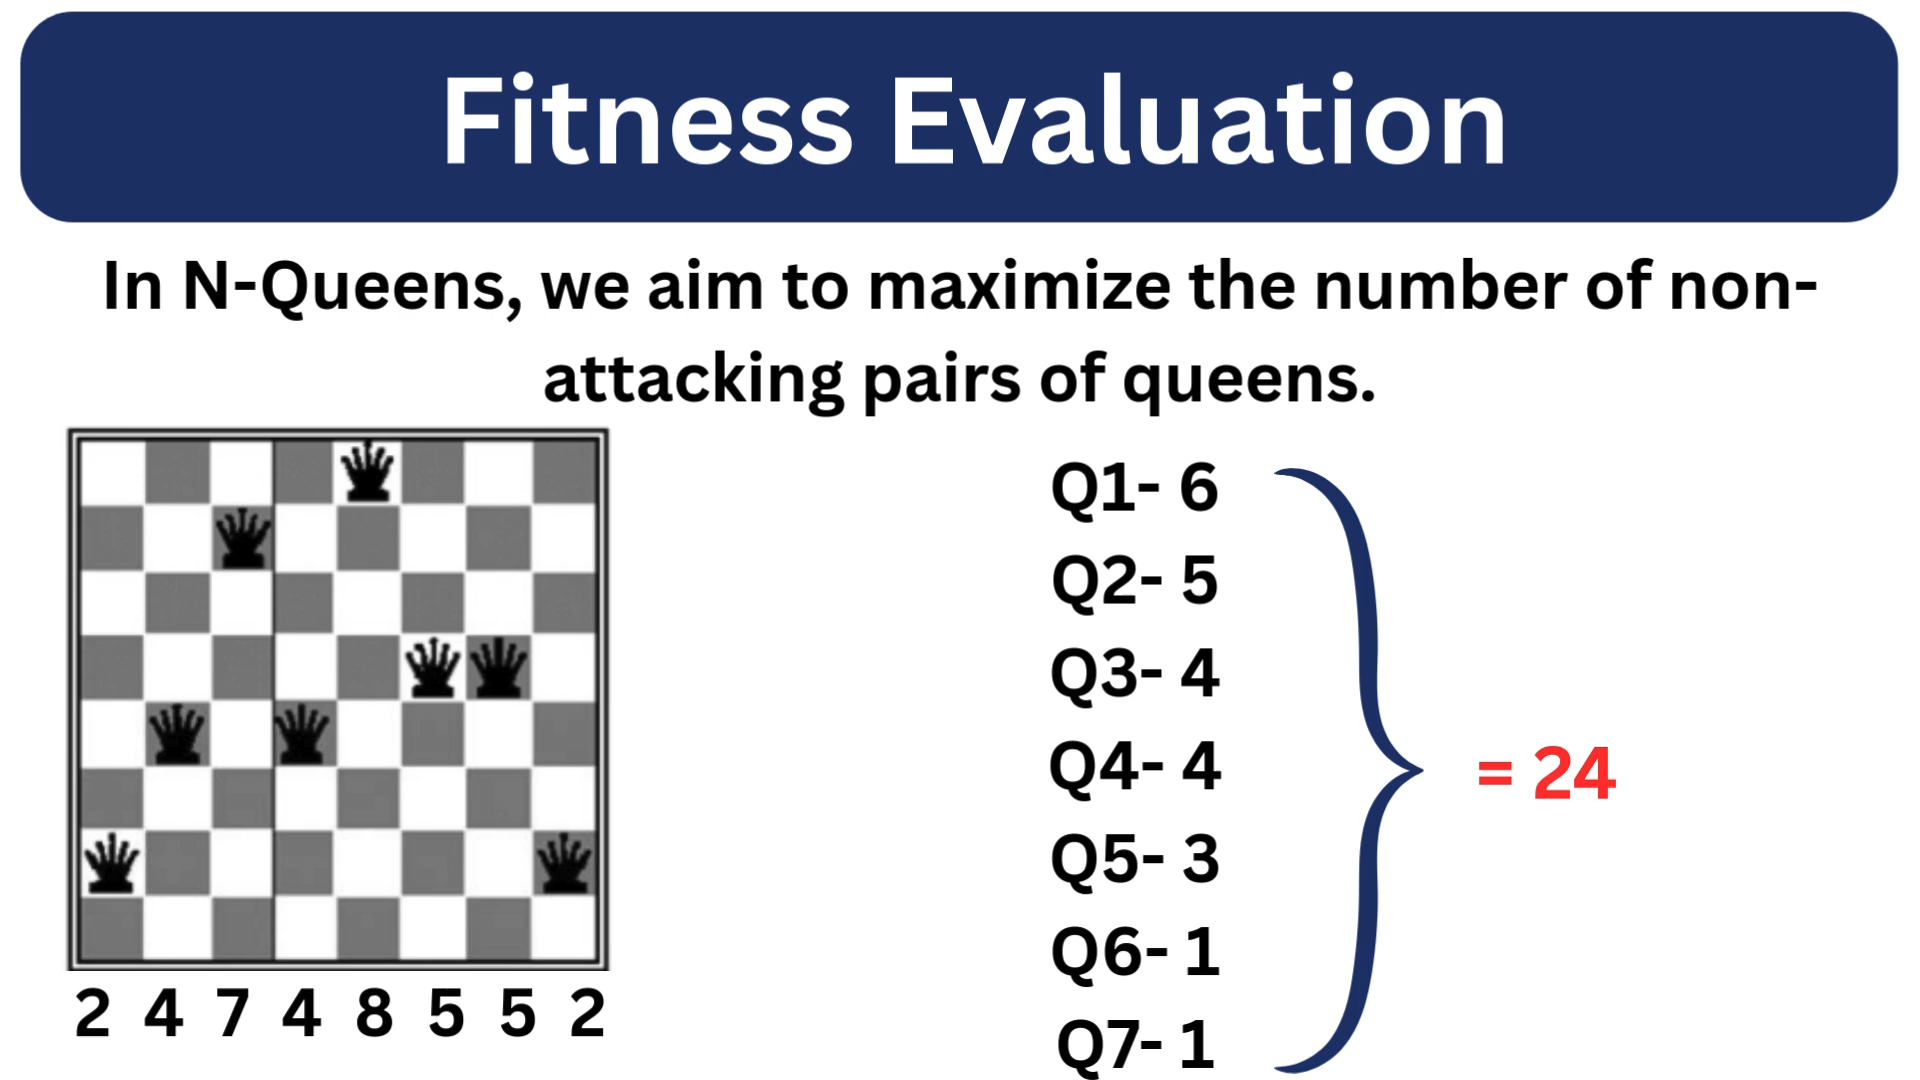 Fitness Evaluation
In N-Queens, we aim to maximize the number of non-
attacking pairs of queens.
Q1- 6
Q2- 5
Q3- 4
Q4- 4
Q5- 3
Q6- 1
Q7- 1
= 24
2 4 7 4 8 5 5 2